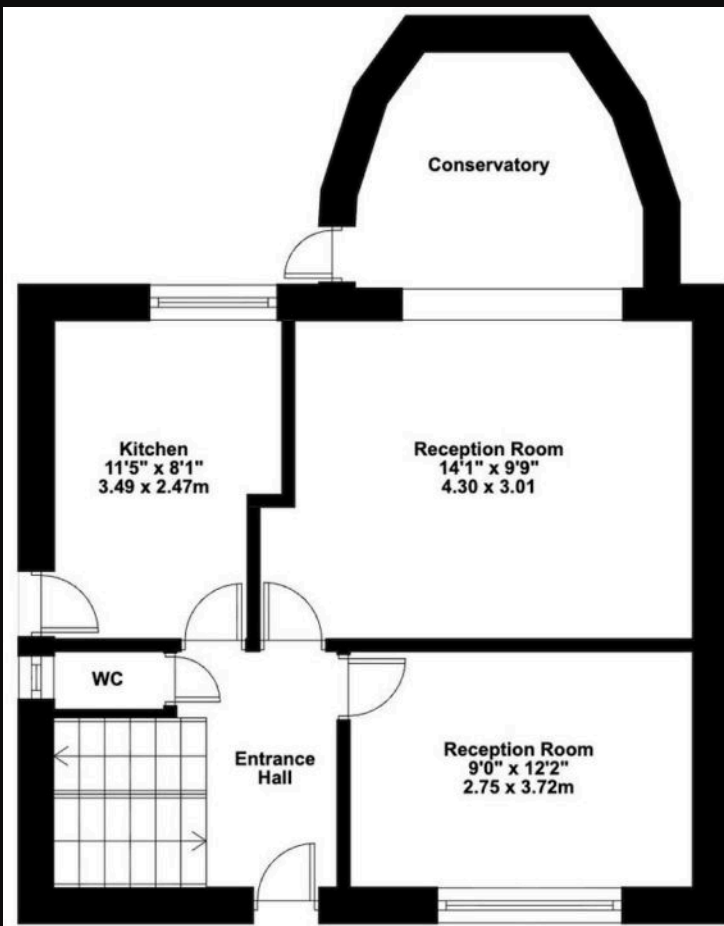 Conservatory
Kitchen
11'5" x 8'1"
3.49 x 2.47m
Reception Room
14'1" x 9'9"
4.30 x 3.01
WC
Entrance
Hall
Reception Room
9'0" x 12'2"
2.75 x 3.72m